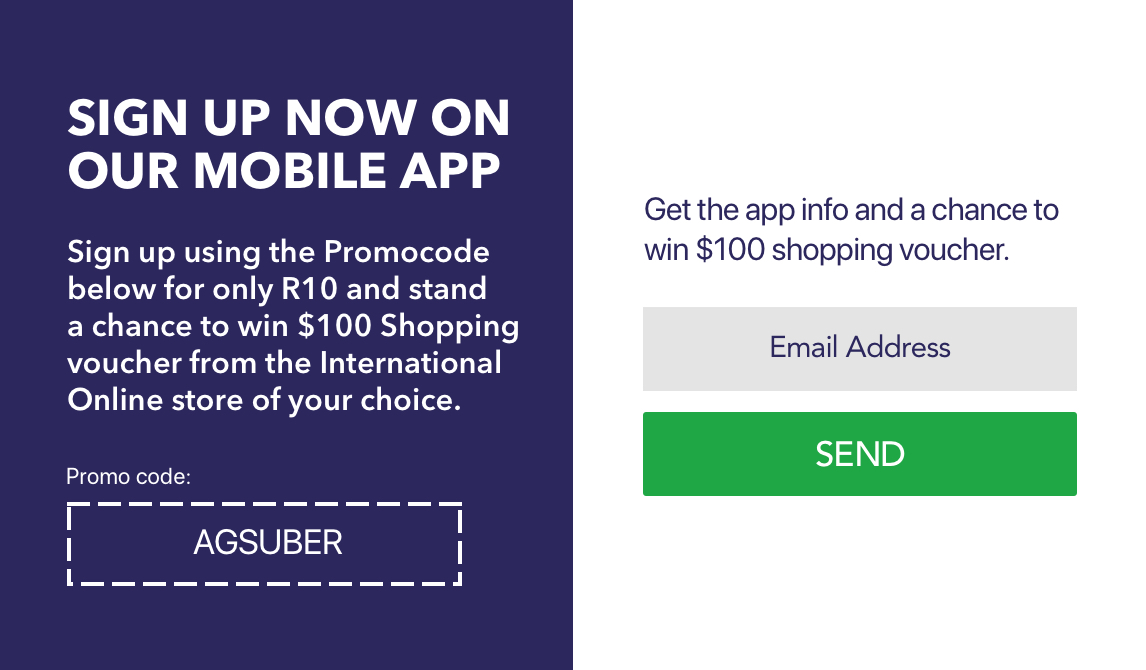 SIGN UP NOW ON
OUR MOBILE APP
Sign up using the Promocode
below for only R10 and stand
a chance to win $100 Shopping
voucher from the International
Online store of your choice.
Promo code:
AGSUBER
Get the app info and a chance to
win $100 shopping voucher.
Email Address
SEND